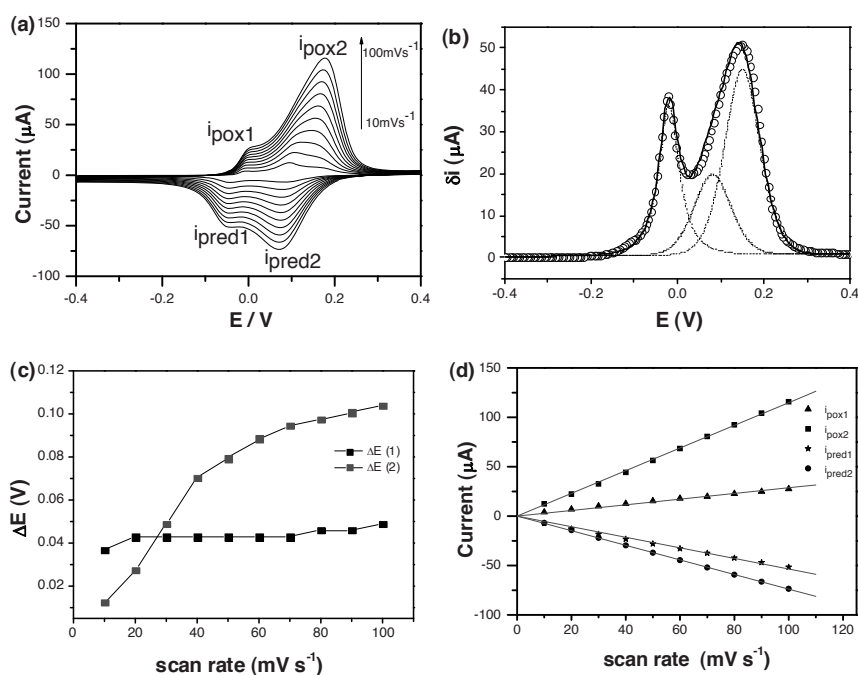 (a)
150
100
50
0
-50
-100
Current (μA)
-0.4 -0.2 0.0 0.2 0.4
E / V
ipox2
ipox1
ipred1
ipred2
100mVs-1
10mVs-1
(b)
50
40
30
20
10
0
δi (μA)
-0.4 -0.2 0.0 0.2 0.4
E (V)
(c)
0.12
0.10
0.08
0.06
0.04
0.02
ΔE (V)
0 20 40 60 80 100
scan rate (mV s-1)
ΔE (1)
ΔE (2)
(d)
150
100
50
0
-50
-100
Current (μA)
0 20 40 60 80 100 120
scan rate (mV s-1)
ipox1
ipox2
ipred1
ipred2